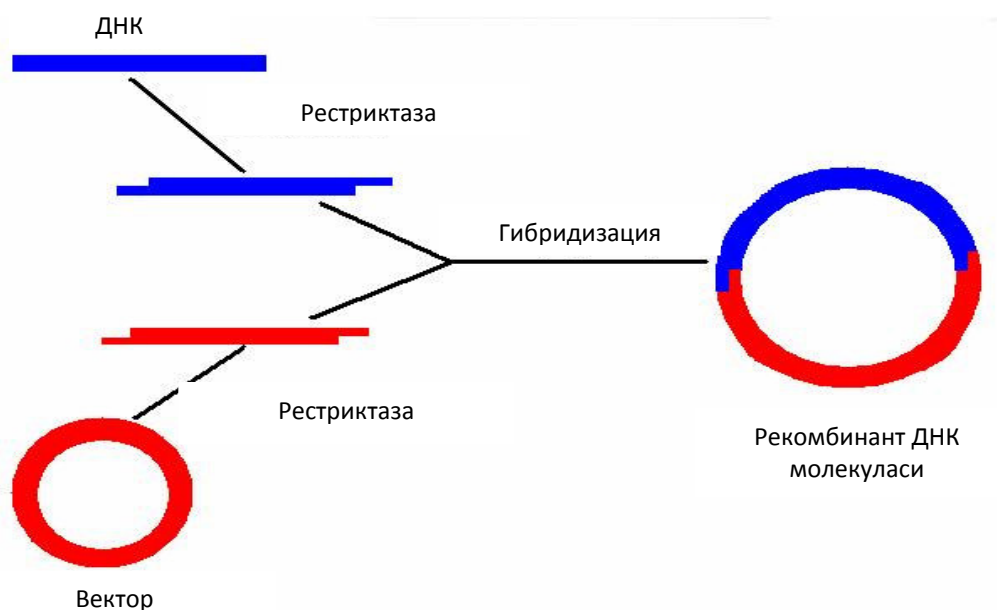 ДНК
Рестриктаза
Гибридизация
Рестриктаза
Рекомбинант ДНК
молекуласи
Вектор